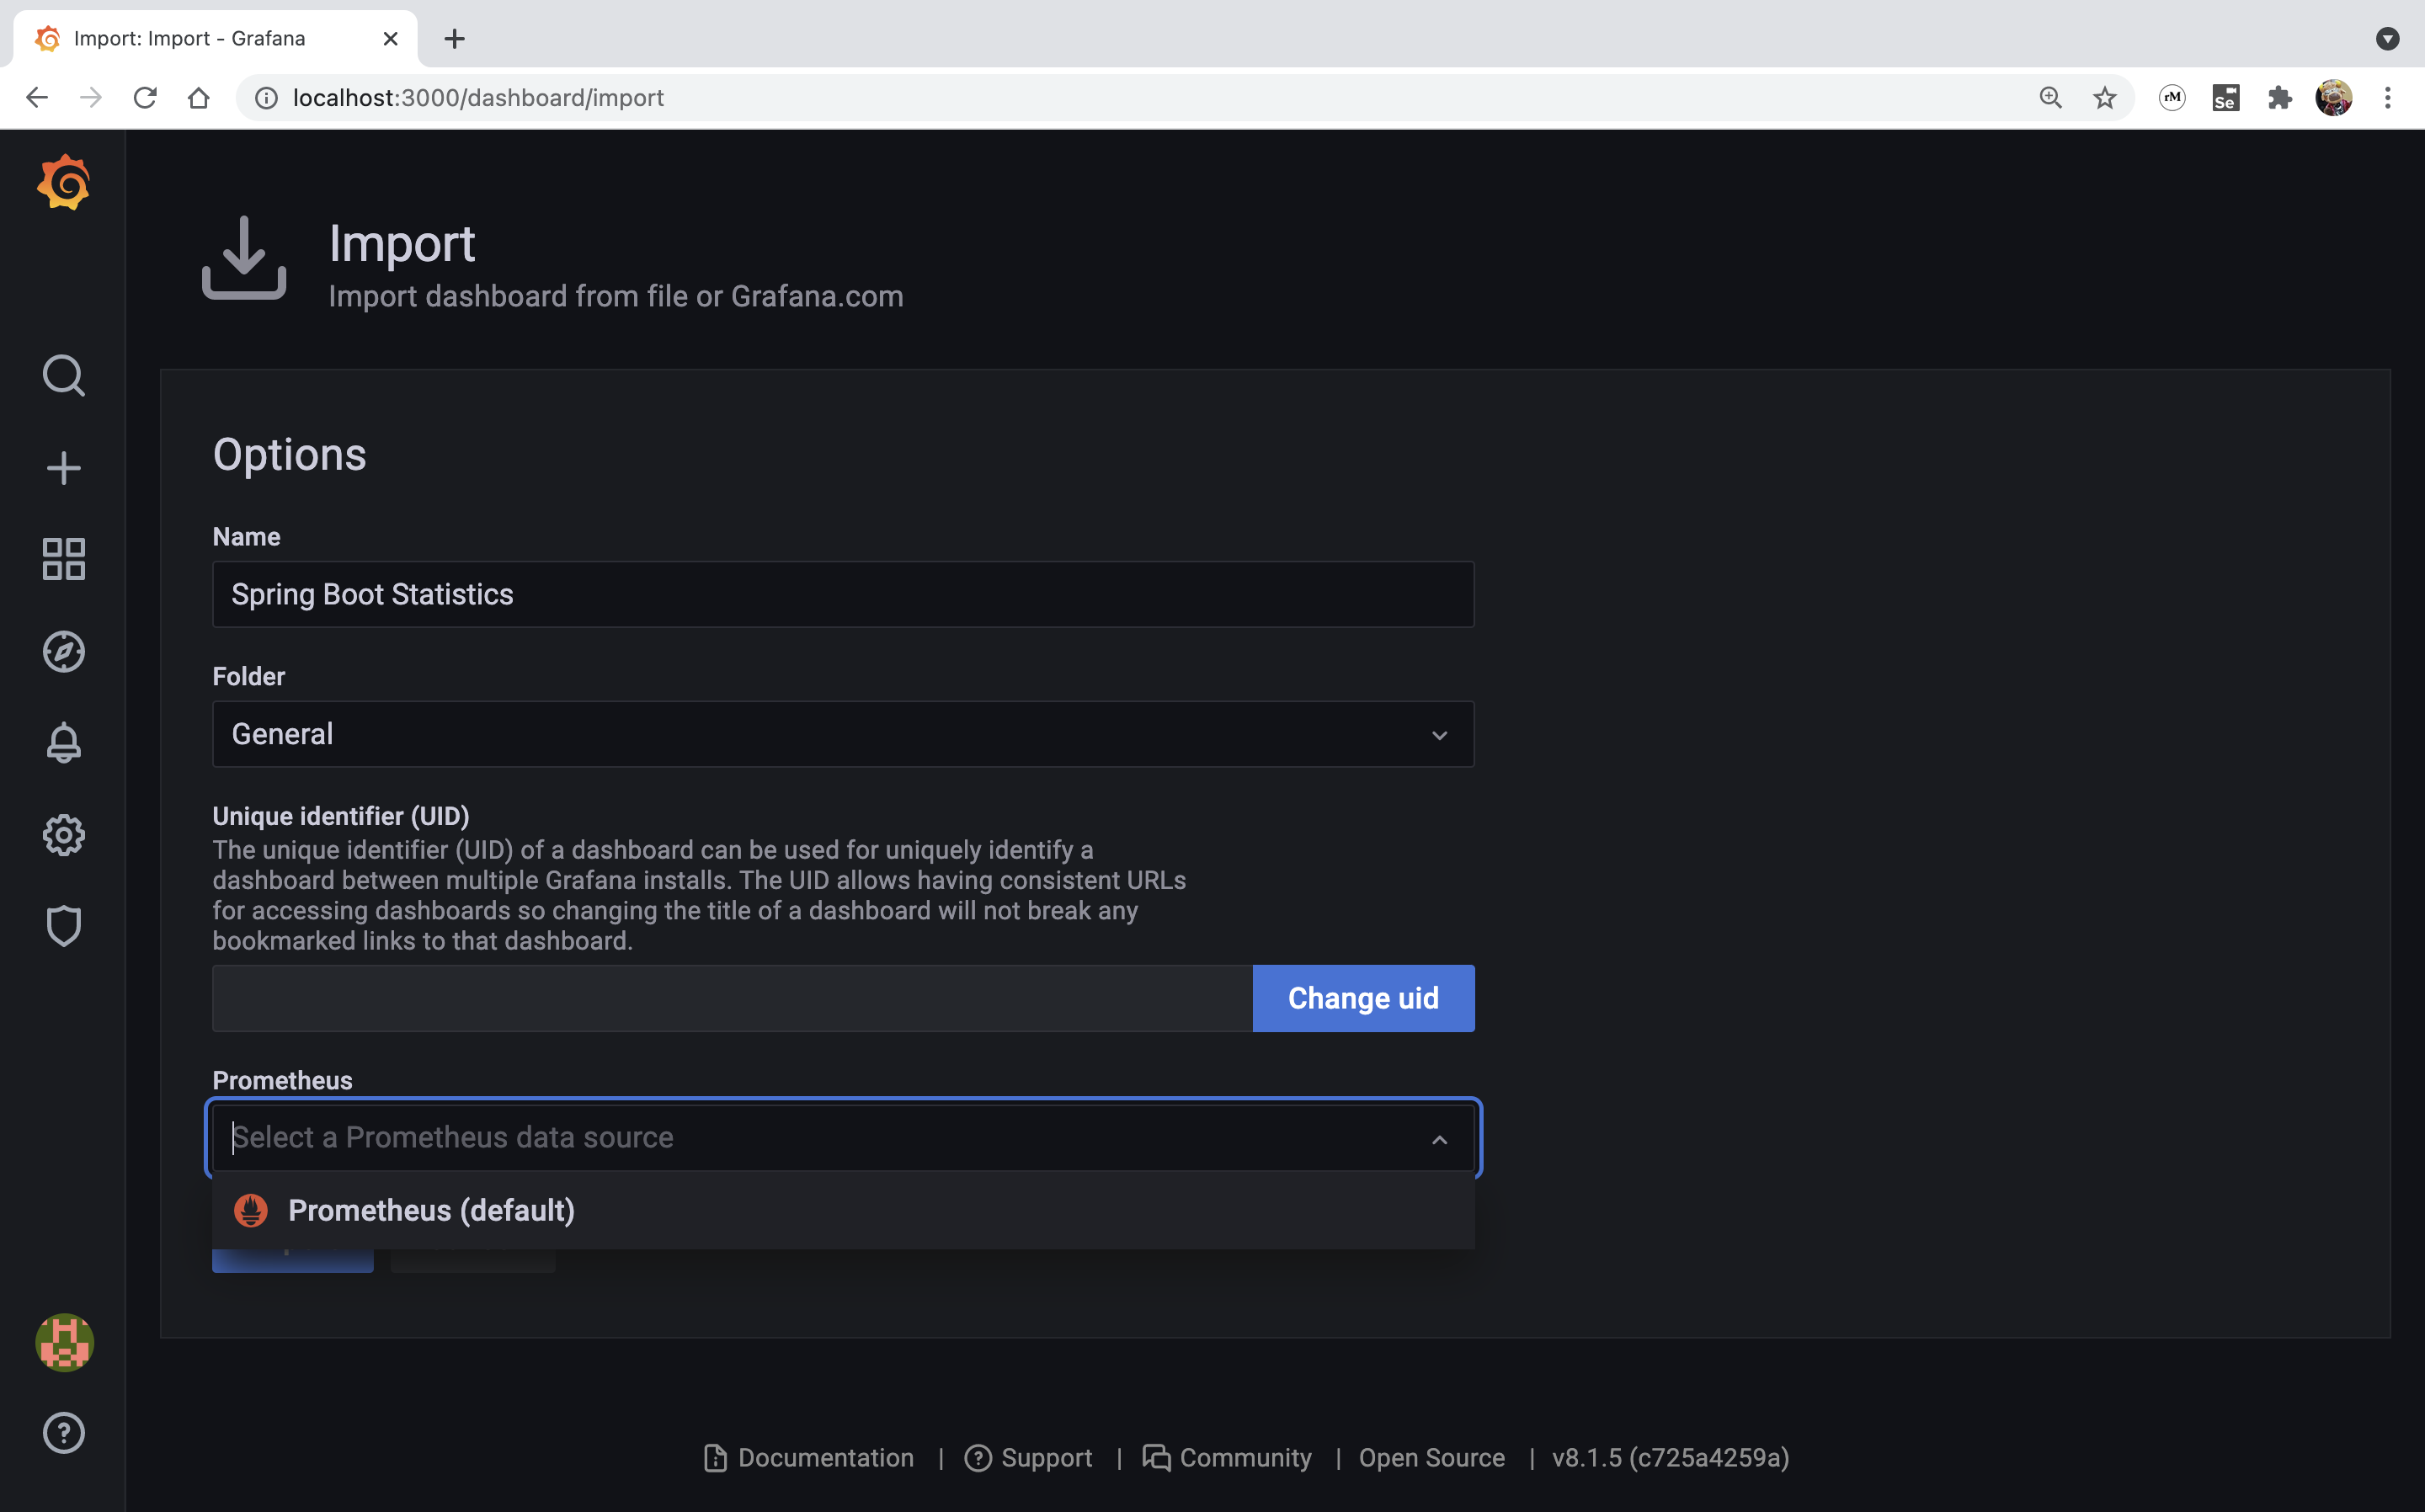 Import: Import - Grafana
localhost:3000/dashboard/import
rM
Se
Import
Import dashboard from file or Grafana.com
Options
Name
Spring Boot Statistics
Folder
General
Unique identifier (UID)
The unique identifier (UID) of a dashboard can be used for uniquely identify a
dashboard between multiple Grafana installs. The UID allows having consistent URLs
for accessing dashboards so changing the title of a dashboard will not break any
bookmarked links to that dashboard.
Change uid
Prometheus
Select a Prometheus data source
Prometheus (default)
Documentation | Support | Community | Open Source | v8.1.5 (c725a4259a)